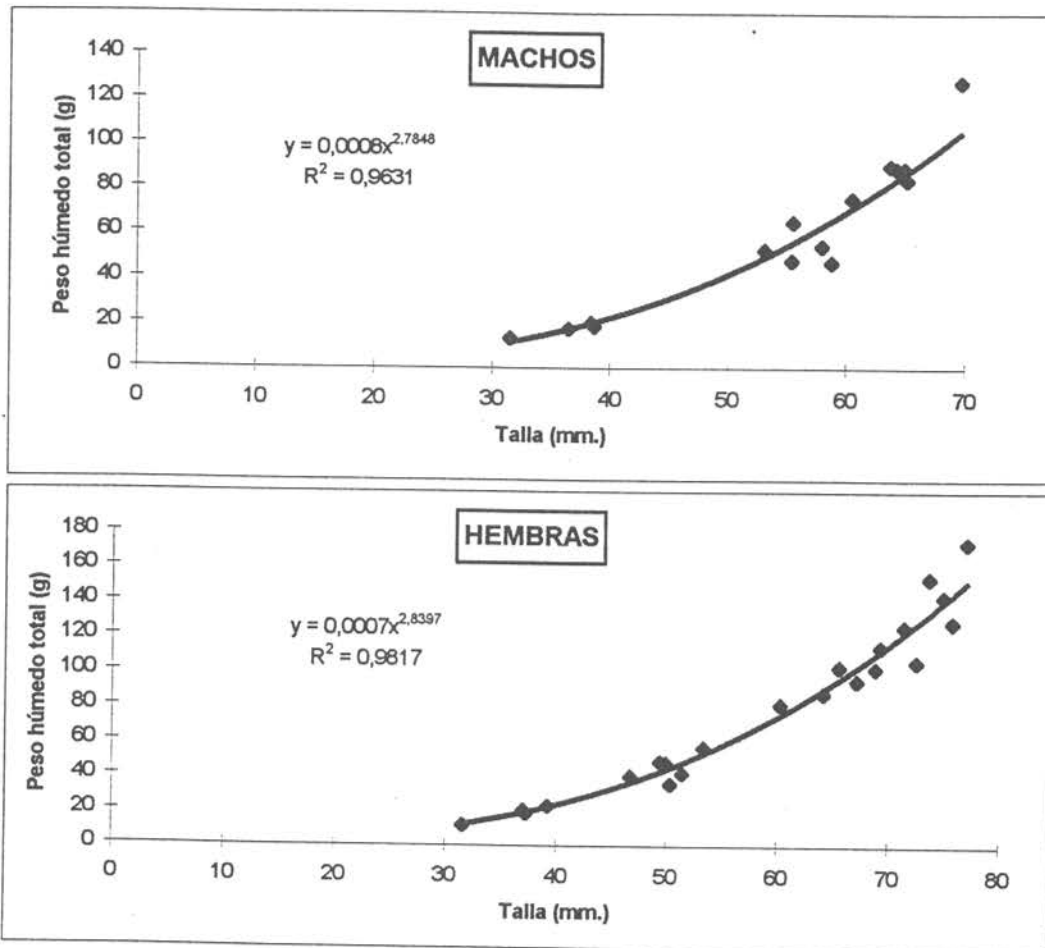 MACHOS
Peso húmedo total (g)
140
120
100
80
60
40
20
0
y = 0,0008x^2,7848
R² = 0,9631
0 10 20 30 40 50 60 70
Talla (mm.)
HEMBRAS
Peso húmedo total (g)
180
160
140
120
100
80
60
40
20
0
y = 0,0007x^2,8397
R² = 0,9817
0 10 20 30 40 50 60 70 80
Talla (mm.)